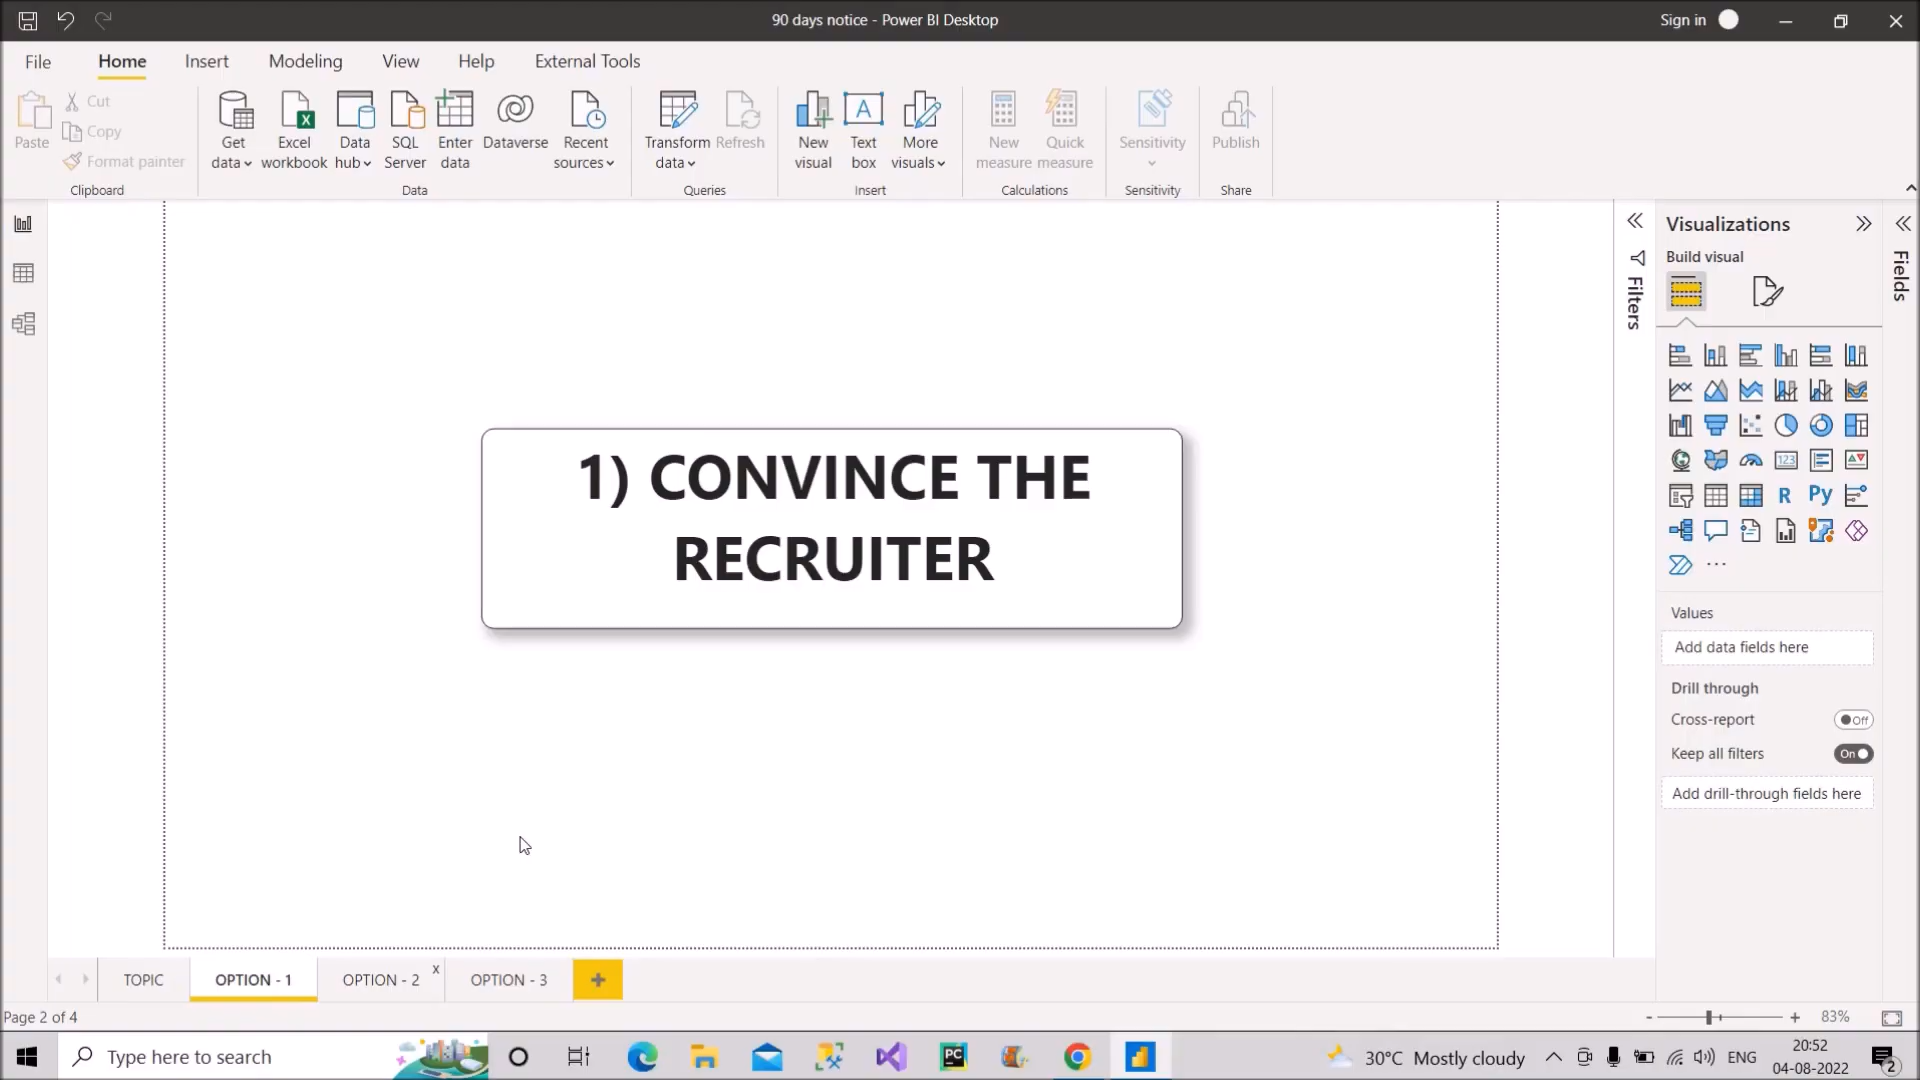 90 days notice - Power BI Desktop
Sign in
File Home Insert Modeling View Help External Tools
Paste
Cut
Copy
Format painter
Clipboard
Get data
Excel workbook
Data hub
SQL Server
Enter data
Dataverse
Recent sources
Data
Transform data
Refresh
Queries
New visual
Text box
More visuals
Insert
New measure
Quick measure
Calculations
Sensitivity
Sensitivity
Publish
Share
1) CONVINCE THE
RECRUITER
Filters
Visualizations
Build visual
123
R
Py
Values
Add data fields here
Drill through
Cross-report
Off
Keep all filters
On
Add drill-through fields here
Fields
TOPIC
OPTION - 1
OPTION - 2
x
OPTION - 3
+
Page 2 of 4
- + 83%
Type here to search
PC
30°C Mostly cloudy
ENG
20:52
04-08-2022
2